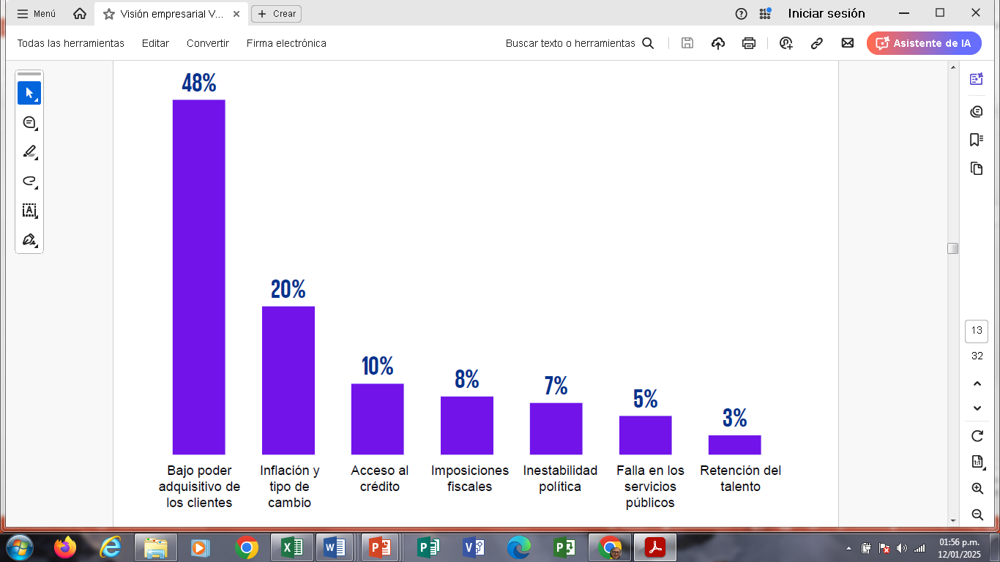 Menú
Visión empresarial V...
Crear
Iniciar sesión
Todas las herramientas
Editar
Convertir
Firma electrónica
Buscar texto o herramientas
Asistente de IA
48%
20%
10%
8%
7%
5%
3%
Bajo poder
adquisitivo de
los clientes
Inflación y
tipo de
cambio
Acceso al
crédito
Imposiciones
fiscales
Inestabilidad
política
Falla en los
servicios
públicos
Retención del
talento
13
32
1:1
01:56 p.m.
12/01/2025